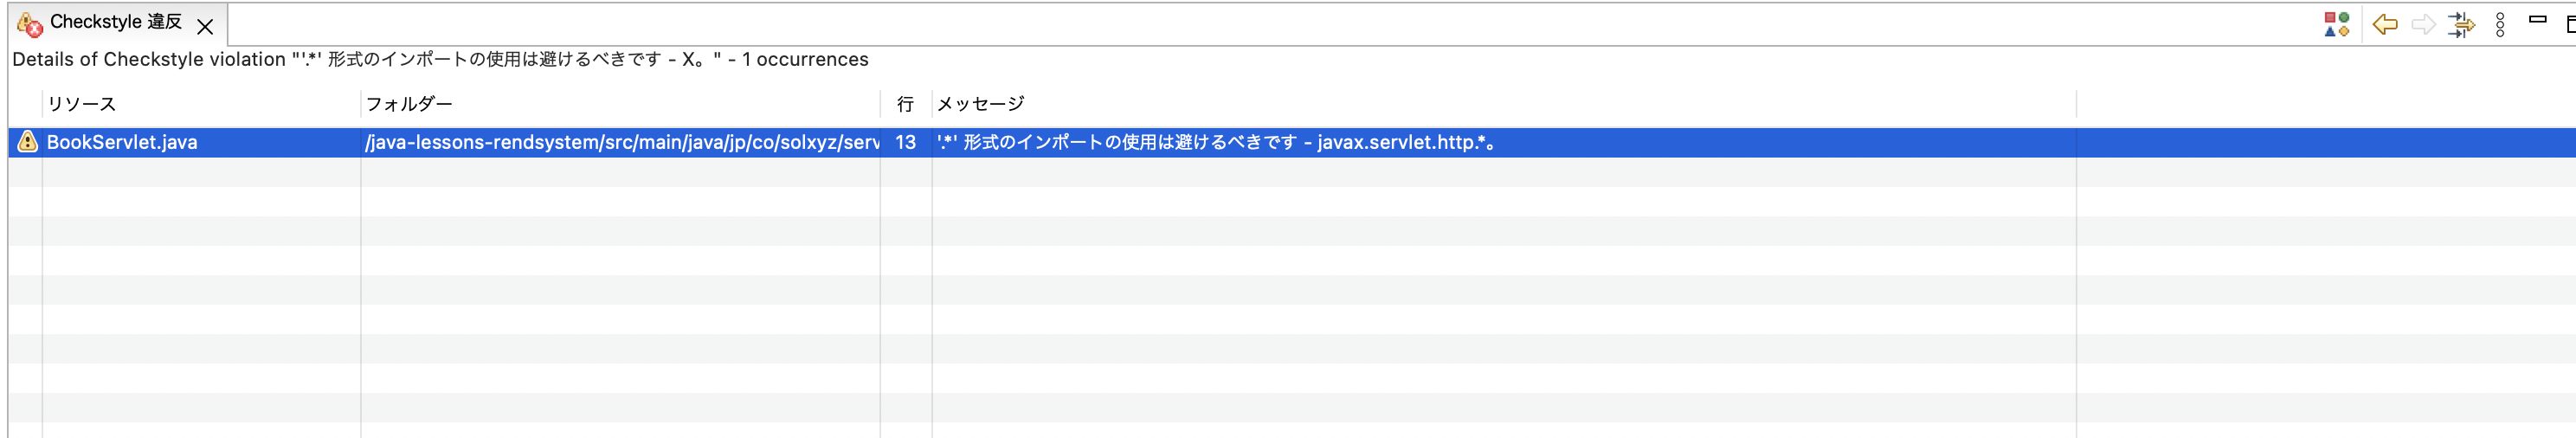 Checkstyle 違反
Details of Checkstyle violation "'.*' 形式のインポートの使用は避けるべきです - X。" - 1 occurrences
リソース フォルダー 行 メッセージ
BookServlet.java /java-lessons-rendsystem/src/main/java/jp/co/solxyz/serv 13 '.*' 形式のインポートの使用は避けるべきです - javax.servlet.http.*。